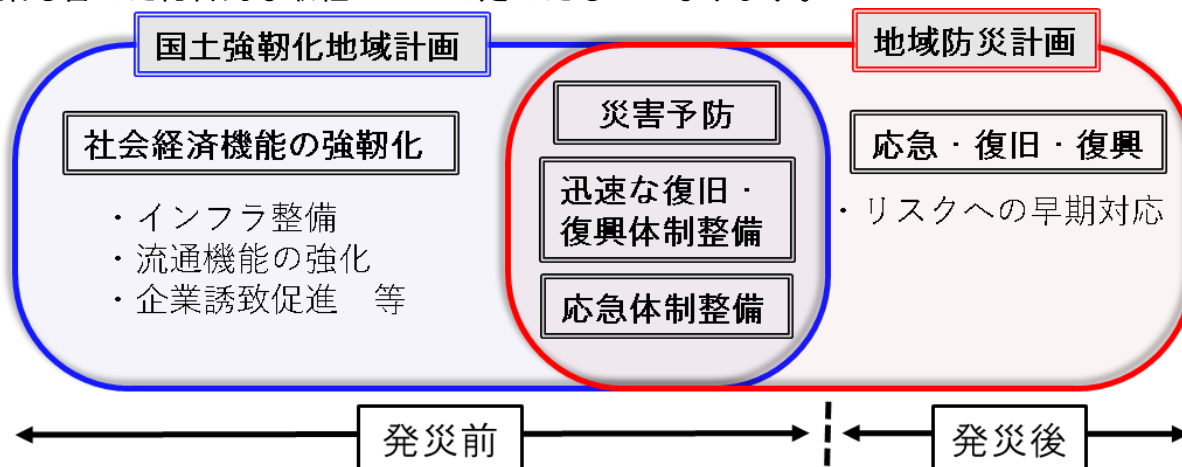 国土強靭化地域計画
地域防災計画
社会経済機能の強靭化
・インフラ整備
・流通機能の強化
・企業誘致促進　等
災害予防
迅速な復旧・
復興体制整備
応急体制整備
応急・復旧・復興
・リスクへの早期対応
発災前
発災後